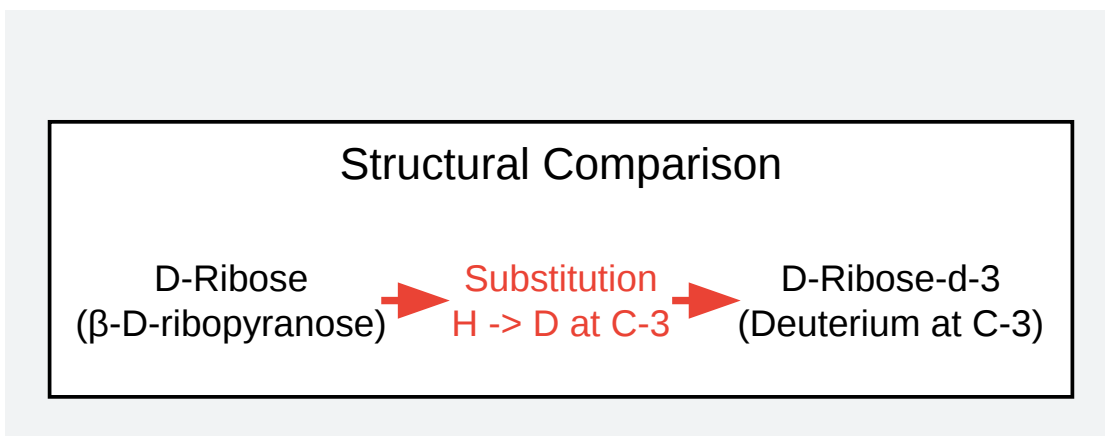 Structural Comparison
D-Ribose
(β-D-ribopyranose)
Substitution
H -> D at C-3
D-Ribose-d-3
(Deuterium at C-3)